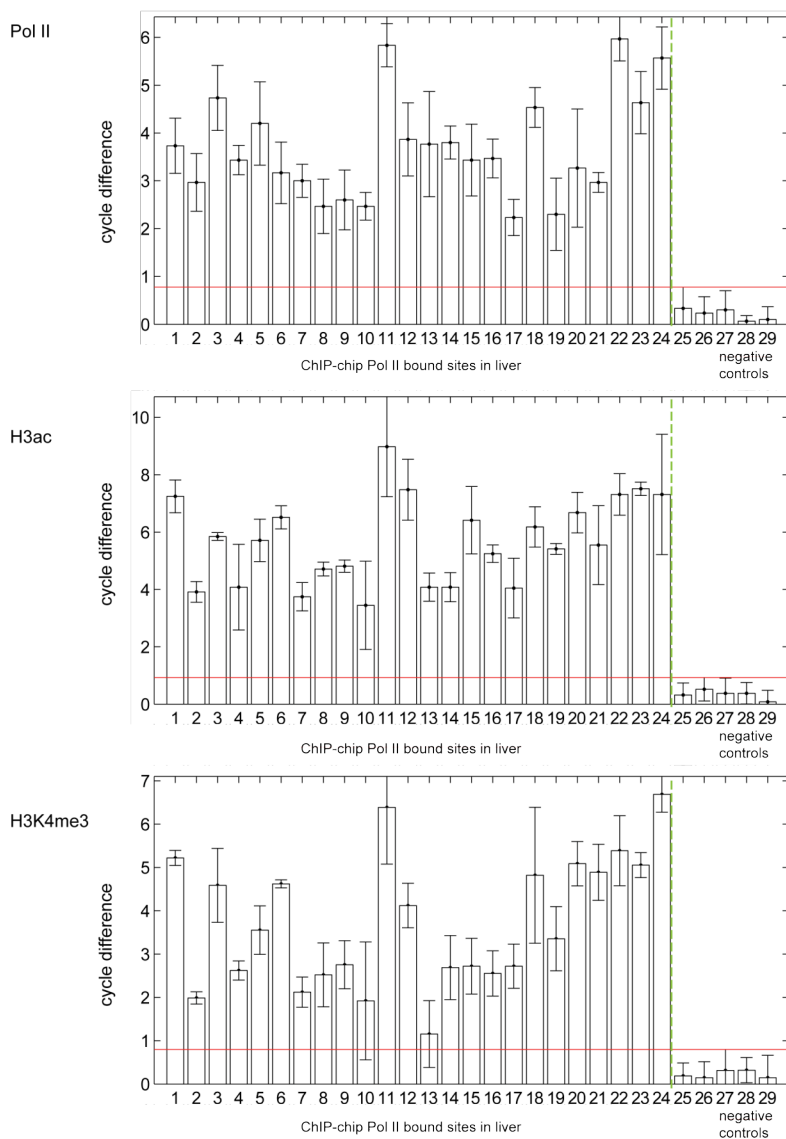 Pol II
cycle difference
6
5
4
3
2
1
0
1 2 3 4 5 6 7 8 9 10 11 12 13 14 15 16 17 18 19 20 21 22 23 24 25 26 27 28 29
ChIP-chip Pol II bound sites in liver
negative
controls
H3ac
cycle difference
10
8
6
4
2
0
1 2 3 4 5 6 7 8 9 10 11 12 13 14 15 16 17 18 19 20 21 22 23 24 25 26 27 28 29
ChIP-chip Pol II bound sites in liver
negative
controls
H3K4me3
cycle difference
7
6
5
4
3
2
1
0
1 2 3 4 5 6 7 8 9 10 11 12 13 14 15 16 17 18 19 20 21 22 23 24 25 26 27 28 29
ChIP-chip Pol II bound sites in liver
negative
controls